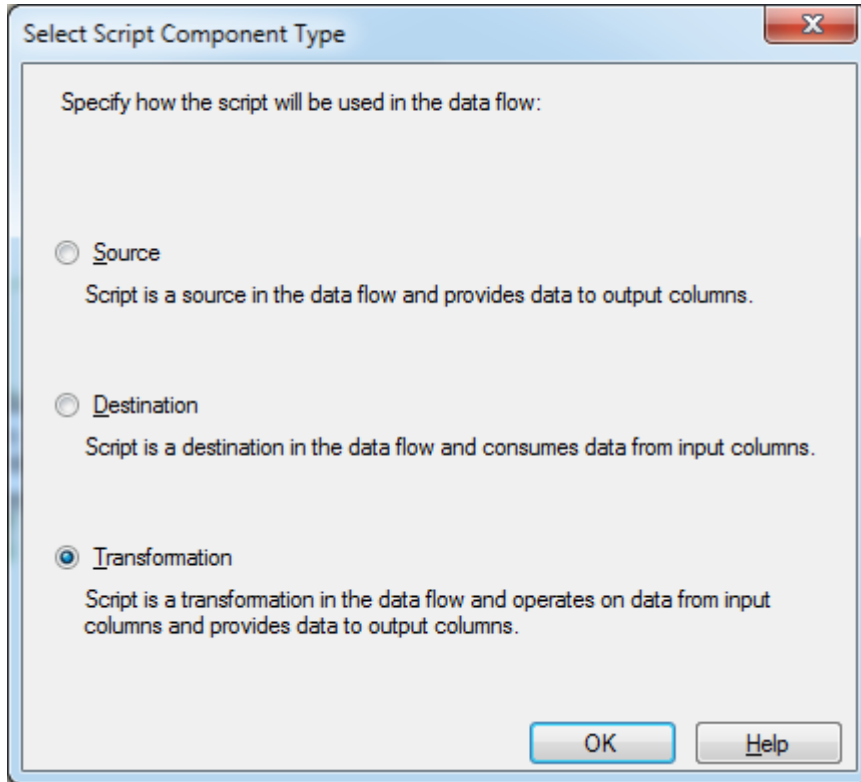 Select Script Component Type
Specify how the script will be used in the data flow:
Source
Script is a source in the data flow and provides data to output columns.
Destination
Script is a destination in the data flow and consumes data from input columns.
Transformation
Script is a transformation in the data flow and operates on data from input
columns and provides data to output columns.
OK
Help